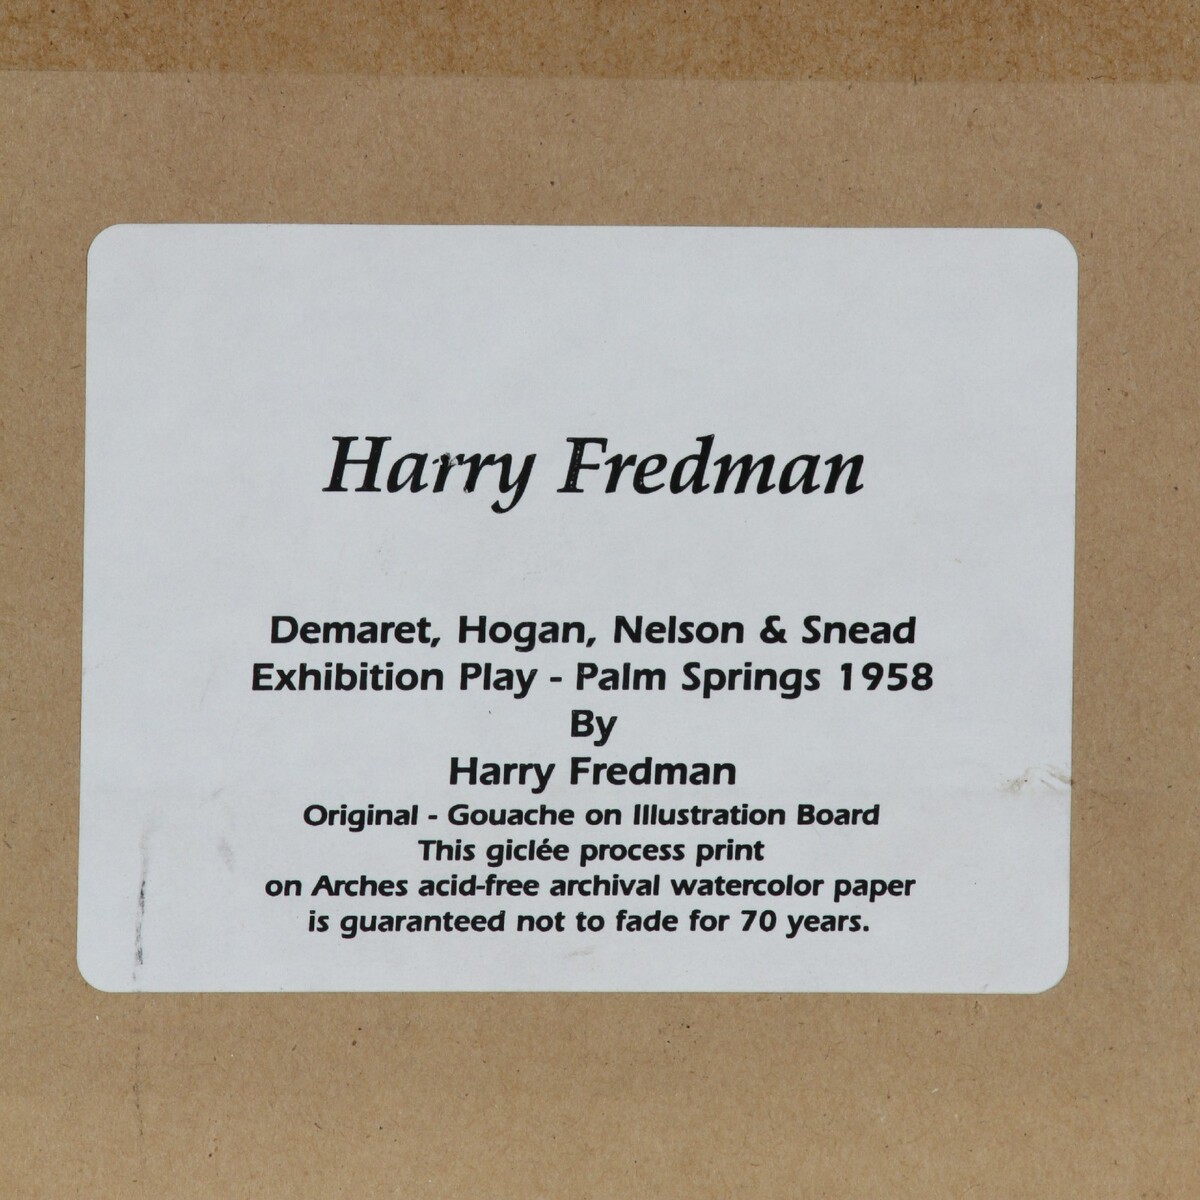 Harry Fredman
Demaret, Hogan, Nelson & Snead
Exhibition Play - Palm Springs 1958
By
Harry Fredman
Original - Gouache on Illustration Board
This giclée process print
on Arches acid-free archival watercolor paper
is guaranteed not to fade for 70 years.